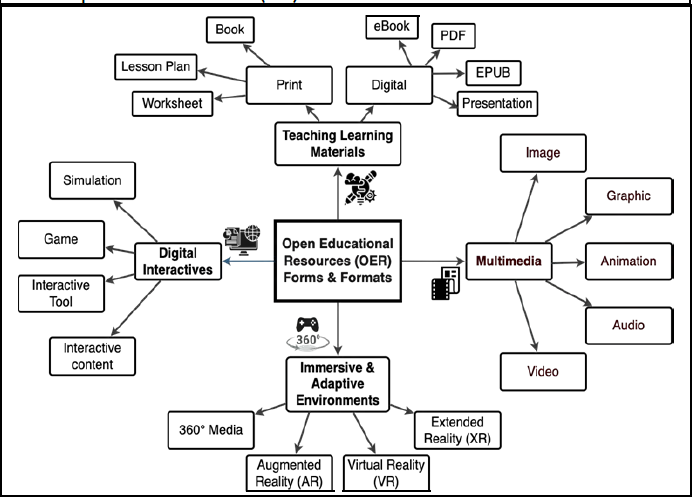 Book
Lesson Plan
Worksheet
Print
eBook
PDF
EPUB
Presentation
Digital
Teaching Learning
Materials
Simulation
Game
Interactive
Tool
Interactive
content
Digital
Interactives
Open Educational
Resources (OER)
Forms & Formats
Multimedia
Image
Graphic
Animation
Audio
Video
360°
Immersive &
Adaptive
Environments
360° Media
Augmented
Reality (AR)
Virtual Reality
(VR)
Extended
Reality (XR)